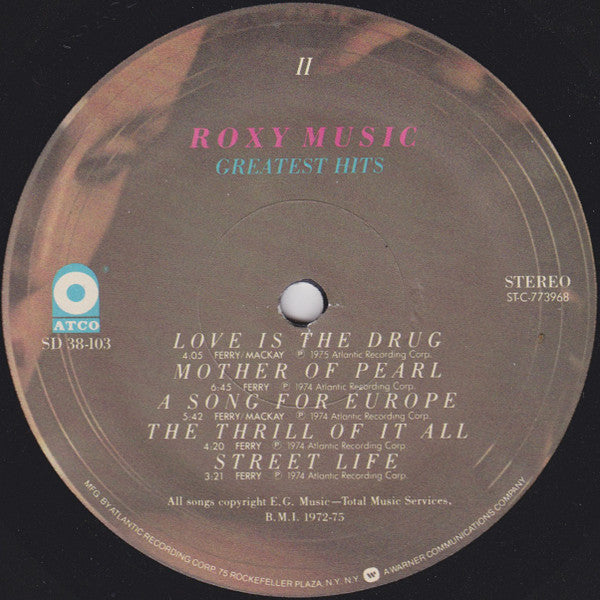 II
ROXY MUSIC
GREATEST HITS
ATCO
®
SD 38-103
STEREO
ST-C-773968
LOVE IS THE DRUG
4:05 FERRY/MACKAY ℗ 1975 Atlantic Recording Corp.
MOTHER OF PEARL
6:45 FERRY ℗ 1974 Atlantic Recording Corp.
A SONG FOR EUROPE
5:42 FERRY/MACKAY ℗ 1974 Atlantic Recording Corp.
THE THRILL OF IT ALL
4:20 FERRY ℗ 1974 Atlantic Recording Corp.
STREET LIFE
3:21 FERRY ℗ 1974 Atlantic Recording Corp.
All songs copyright E.G. Music—Total Music Services,
B.M.I. 1972-75
MFG. BY ATLANTIC RECORDING CORP. 75 ROCKEFELLER PLAZA, N.Y. N.Y. W A WARNER COMMUNICATIONS COMPANY